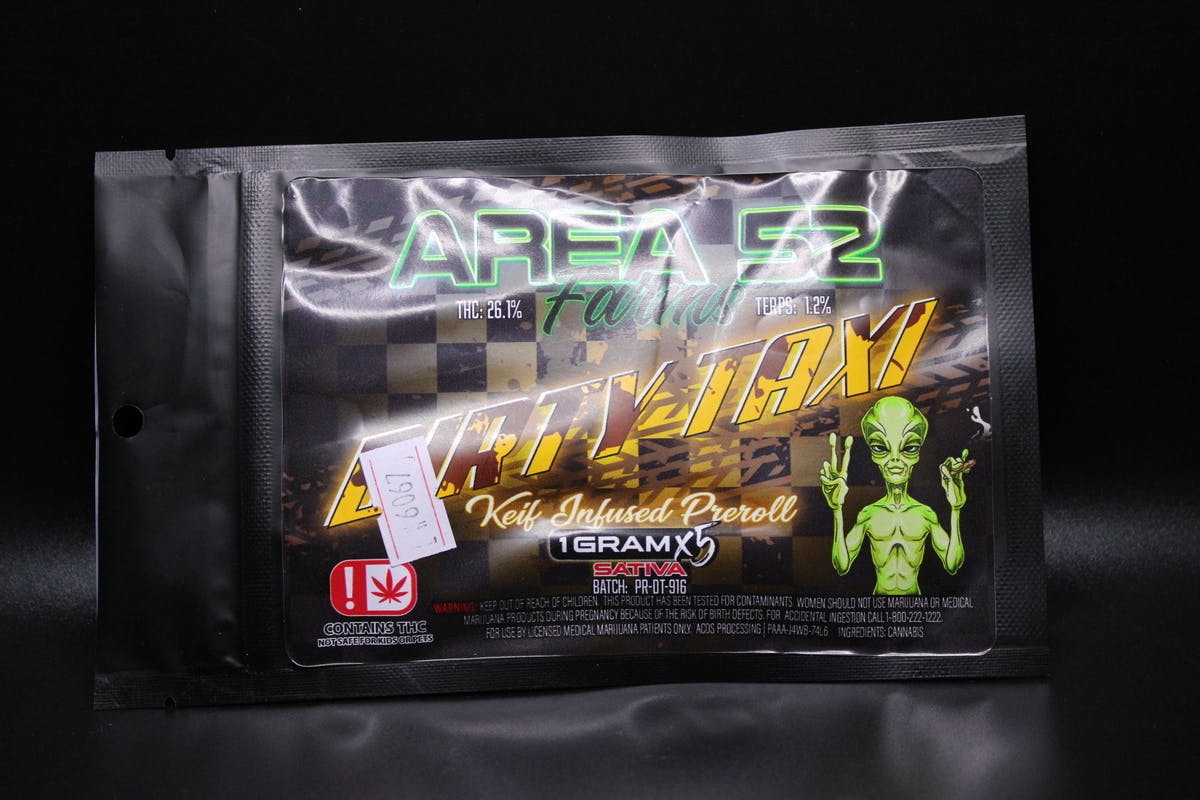 AREA 52
Farms
THC: 26.1%
TERPS: 1.2%
DIRTY TAXI
Keif Infused Preroll
1 GRAM X5
SATIVA
BATCH: PR-DT-916
!
CONTAINS THC
NOT SAFE FOR KIDS OR PETS
WARNING: KEEP OUT OF REACH OF CHILDREN. THIS PRODUCT HAS BEEN TESTED FOR CONTAMINANTS. WOMEN SHOULD NOT USE MARIJUANA OR MEDICAL
MARIJUANA PRODUCTS DURING PREGNANCY BECAUSE OF THE RISK OF BIRTH DEFECTS. FOR ACCIDENTAL INGESTION CALL 1-800-222-1222.
FOR USE BY LICENSED MEDICAL MARIJUANA PATIENTS ONLY. ACDS PROCESSING | PAAA-J4WB-74L6 INGREDIENTS: CANNABIS